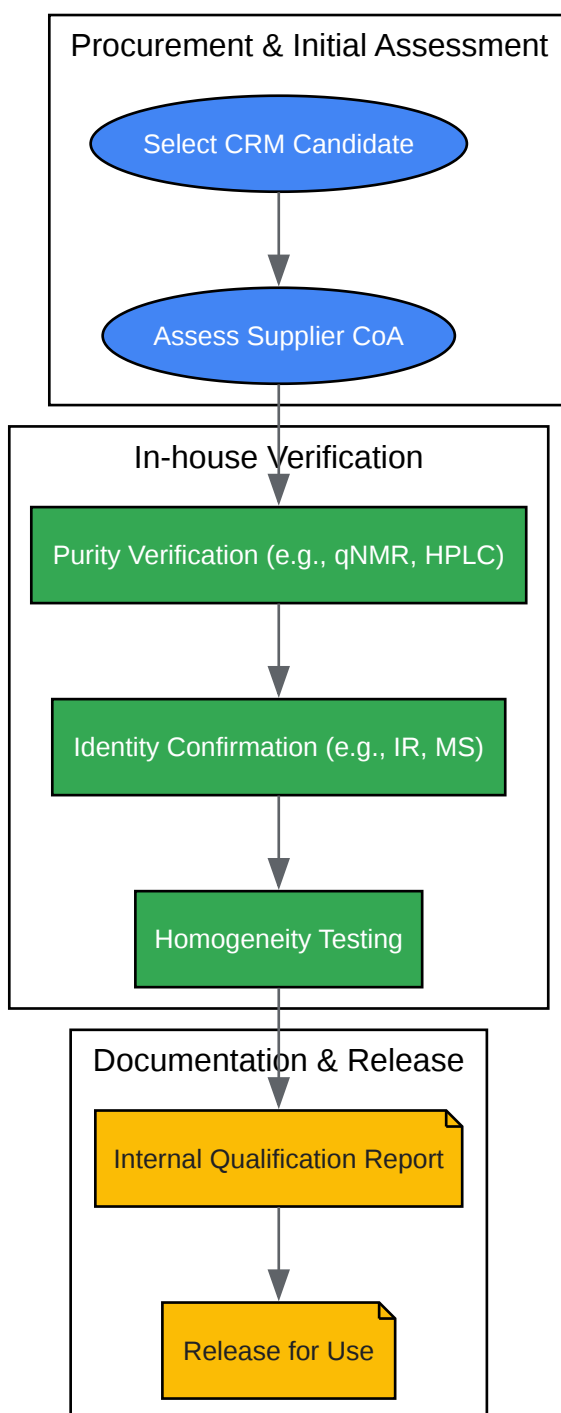 Procurement & Initial Assessment
Select CRM Candidate
Assess Supplier CoA
In-house Verification
Purity Verification (e.g., qNMR, HPLC)
Identity Confirmation (e.g., IR, MS)
Homogeneity Testing
Documentation & Release
Internal Qualification Report
Release for Use